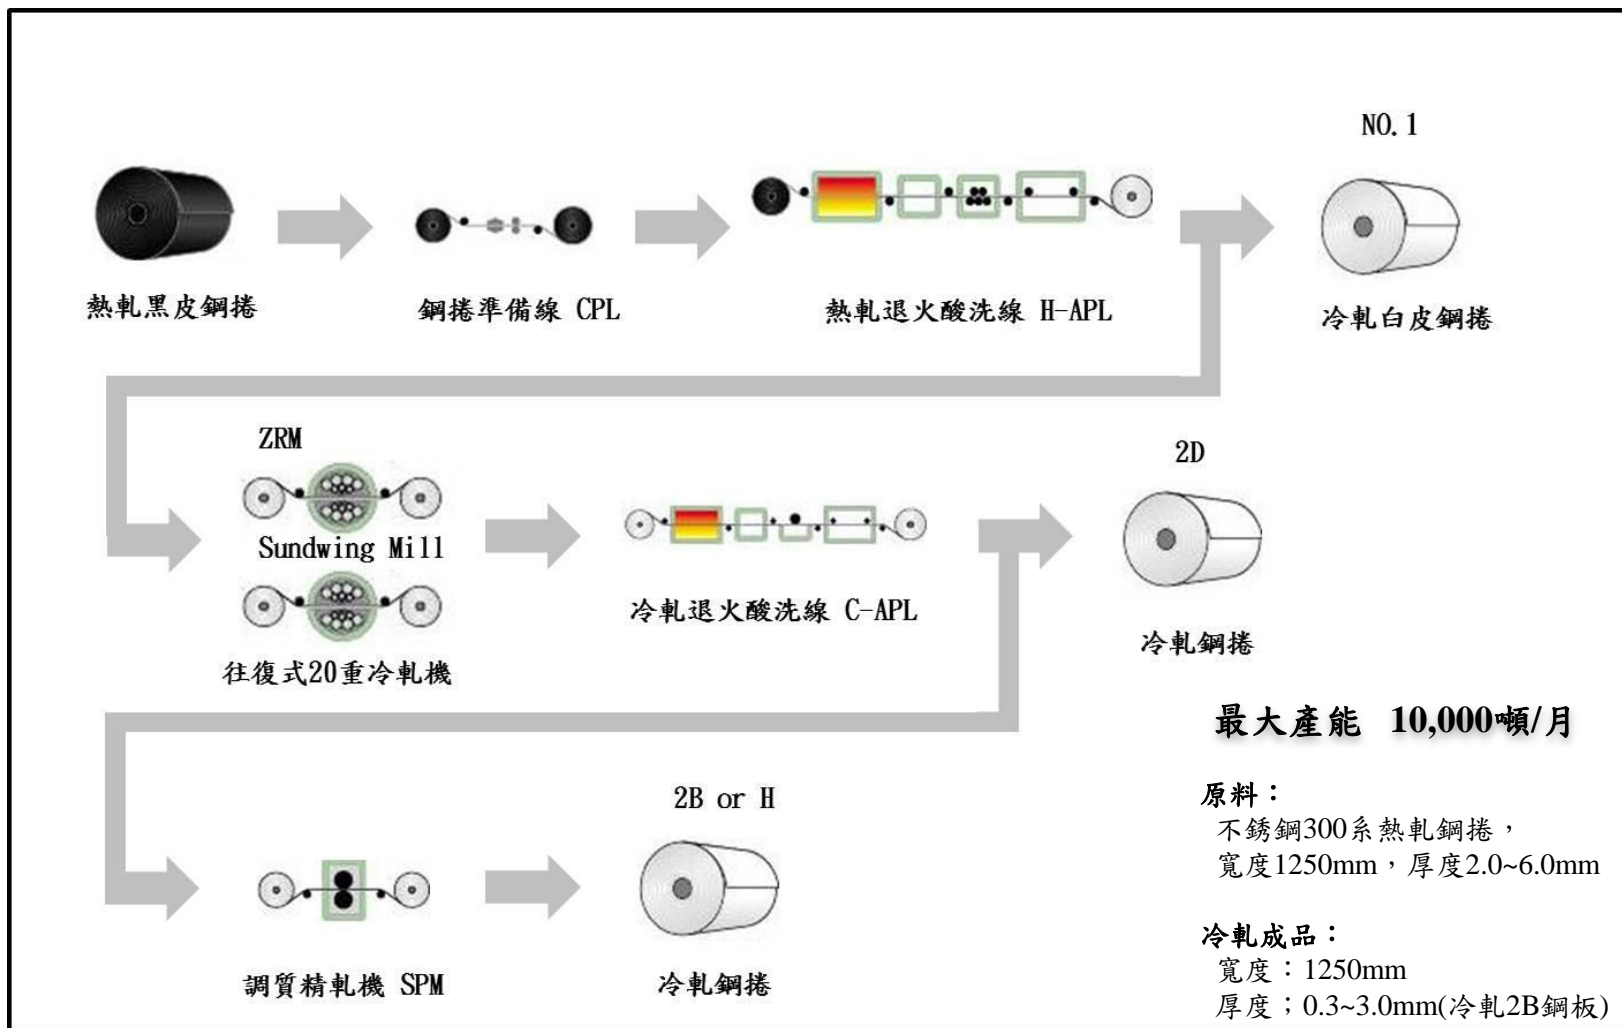 NO. 1
熱軋黑皮鋼捲
鋼捲準備線 CPL
熱軋退火酸洗線 H-APL
冷軋白皮鋼捲
ZRM
Sundwing Mill
往復式20重冷軋機
冷軋退火酸洗線 C-APL
2D
冷軋鋼捲
調質精軋機 SPM
2B or H
冷軋鋼捲
最大產能 10,000噸/月
原料：
不銹鋼300系熱軋鋼捲，
寬度1250mm，厚度2.0~6.0mm
冷軋成品：
寬度：1250mm
厚度；0.3~3.0mm(冷軋2B鋼板)